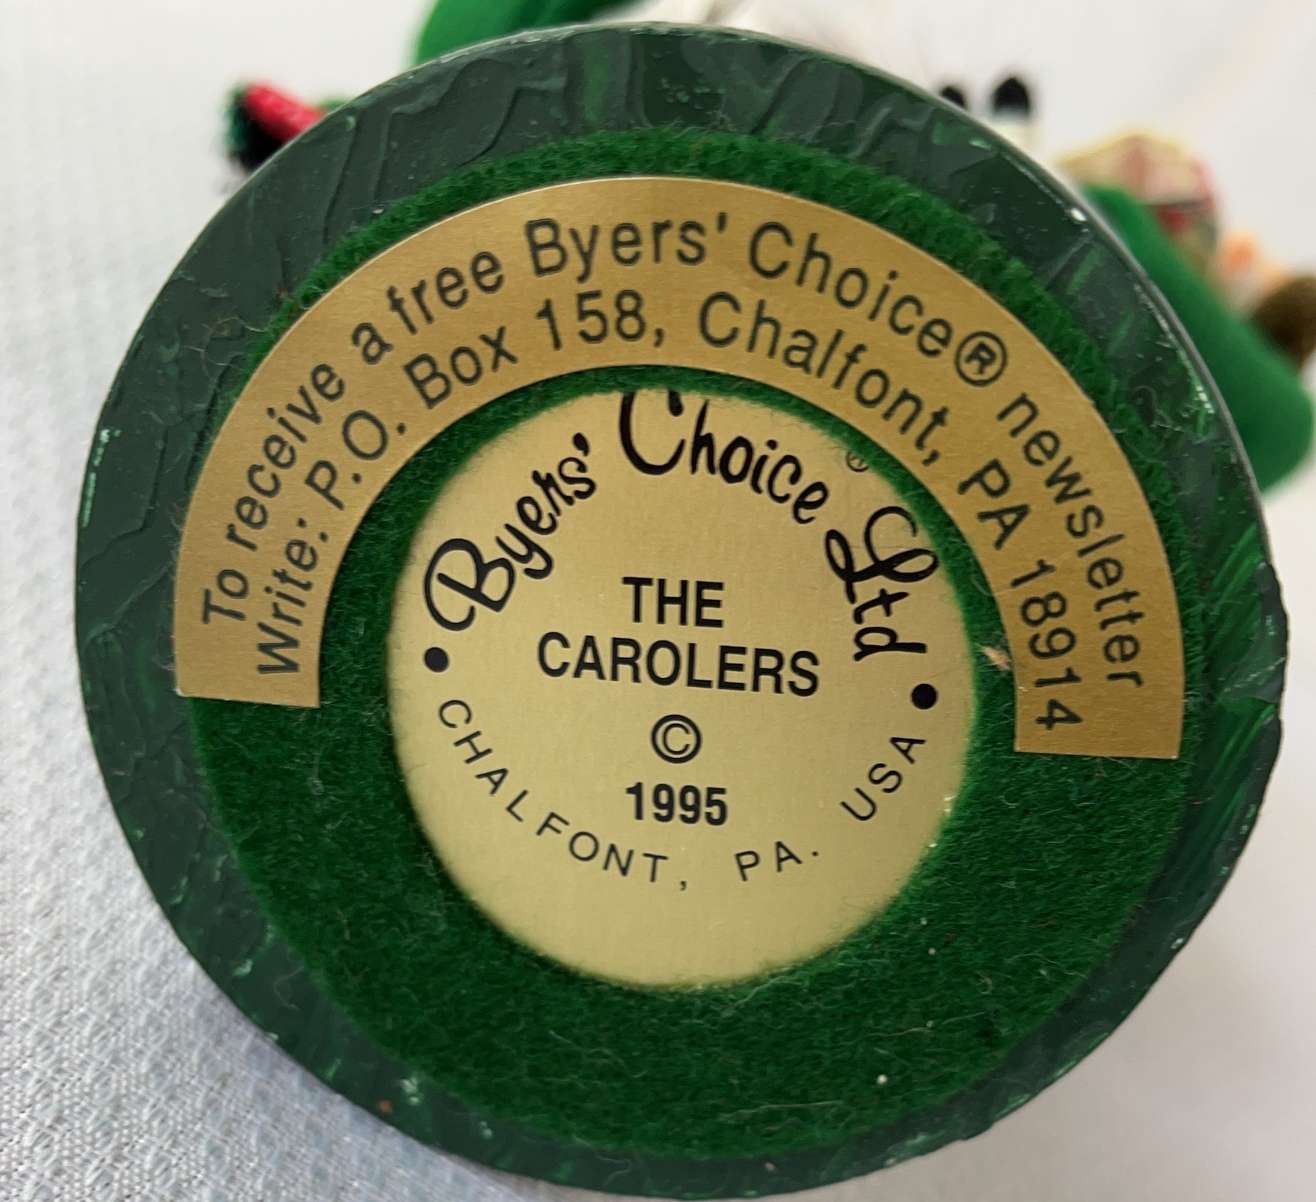 To receive a free Byers' Choice® newsletter
Write: P.O. Box 158, Chalfont, PA 18914
Byers' Choice Ltd ®
THE
CAROLERS
©
1995
• CHALFONT, PA. USA •